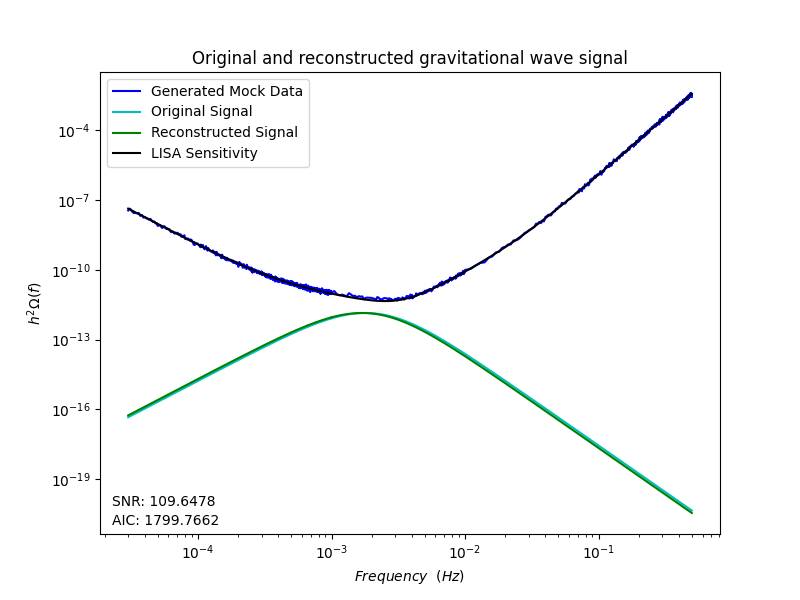 Original and reconstructed gravitational wave signal
Generated Mock Data
Original Signal
Reconstructed Signal
LISA Sensitivity
10⁻⁴
10⁻⁷
10⁻¹⁰
10⁻¹³
10⁻¹⁶
10⁻¹⁹
h²Ω(f)
SNR: 109.6478
AIC: 1799.7662
10⁻⁴ 10⁻³ 10⁻² 10⁻¹
Frequency (Hz)